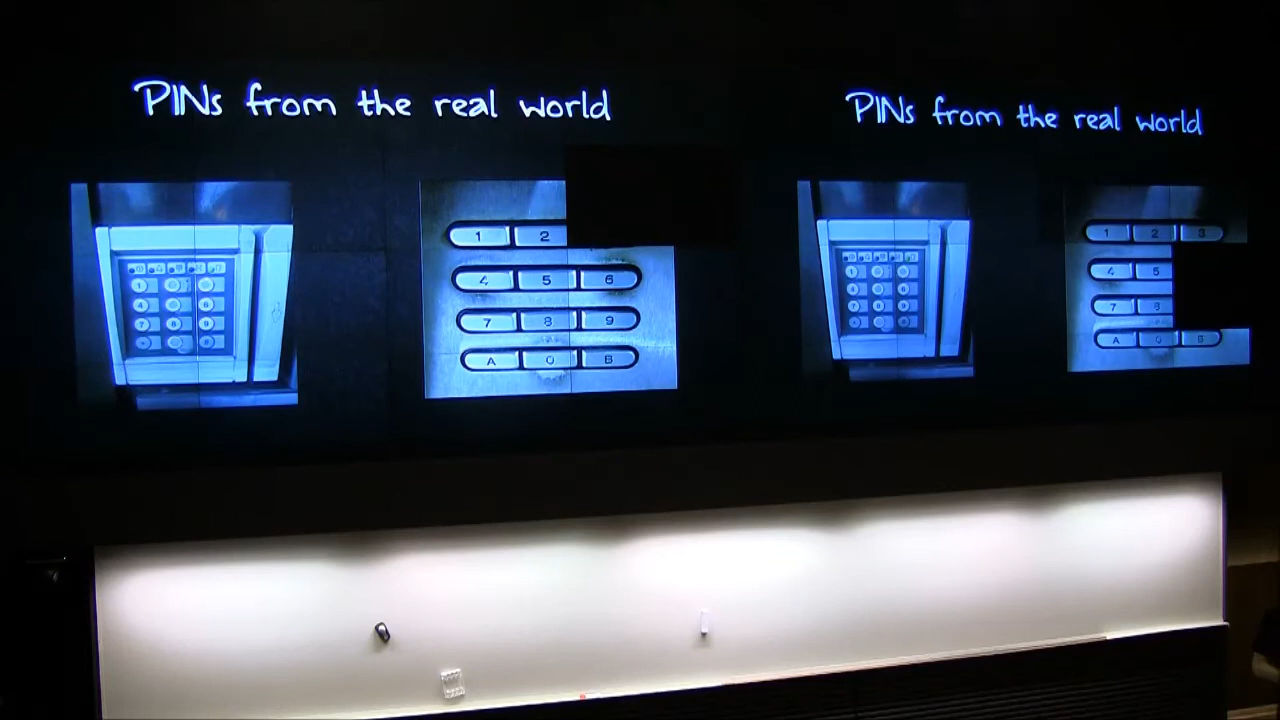 PINs from the real world
1 2
4 5 6
7 8 9
A 0 B
PINs from the real world
1 2 3
4 5
7 8
A 0 B